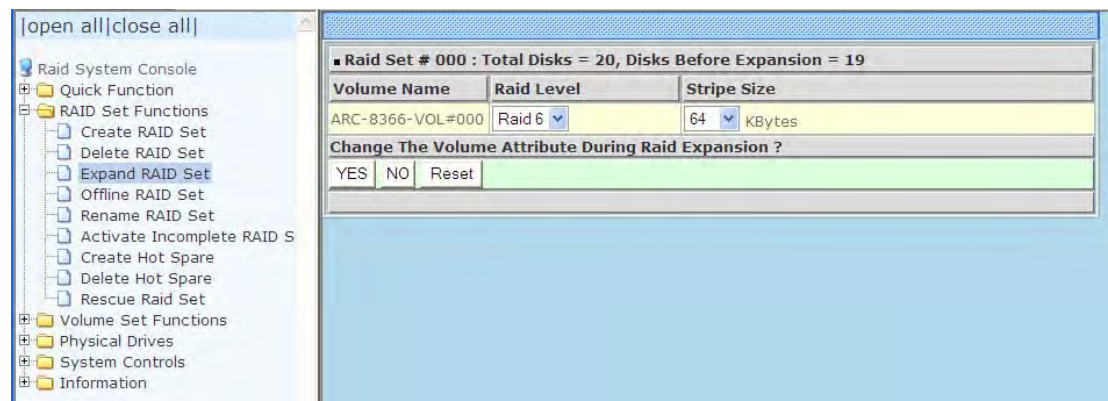 |open all|close all|
Raid System Console
Quick Function
RAID Set Functions
Create RAID Set
Delete RAID Set
Expand RAID Set
Offline RAID Set
Rename RAID Set
Activate Incomplete RAID S
Create Hot Spare
Delete Hot Spare
Rescue Raid Set
Volume Set Functions
Physical Drives
System Controls
Information
Raid Set # 000 : Total Disks = 20, Disks Before Expansion = 19
Volume Name Raid Level Stripe Size
ARC-8366-VOL#000 Raid 6 64 KBytes
Change The Volume Attribute During Raid Expansion ?
YES NO Reset